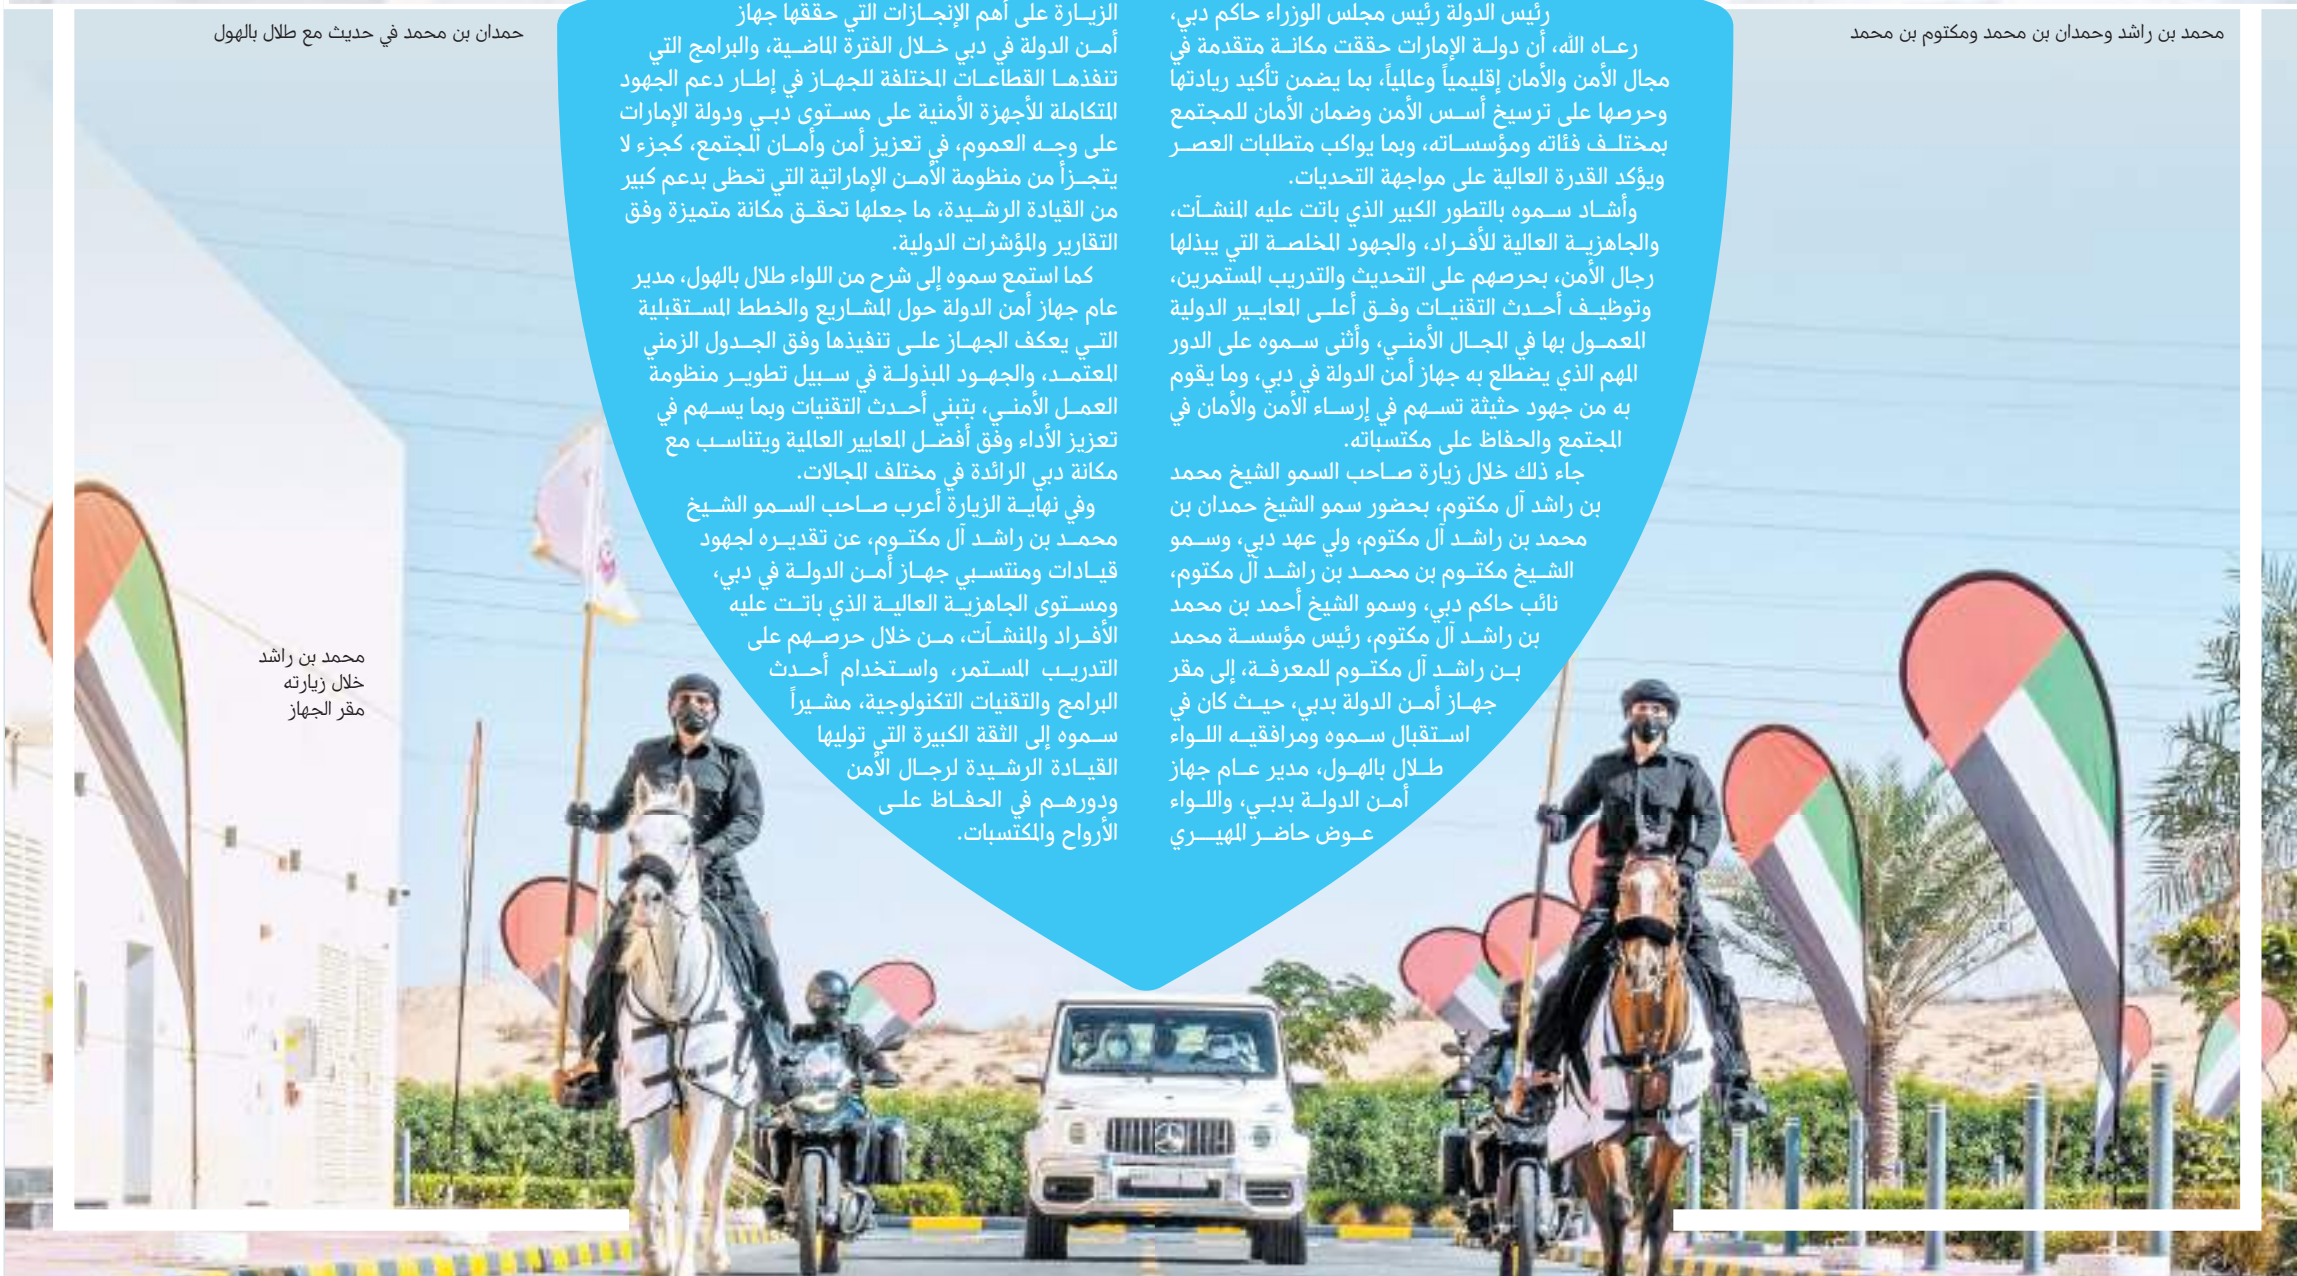 محمد بن راشد وحمدان بن محمد ومكتوم بن محمد
حمدان بن محمد في حديث مع طلال بالهول
رئيس الدولة رئيس مجلس الوزراء حاكم دبي،
رعـاه الله، أن دولـة الإمارات حققت مكانـة متقدمة في
مجال الأمن والأمان إقليمياً وعالمياً، بما يضمن تأكيد ريادتها
وحرصها على ترسيخ أسـس الأمن وضمان الأمان للمجتمع
بمختلـف فئاته ومؤسسـاته، وبما يواكب متطلبات العصـر
ويؤكد القدرة العالية على مواجهة التحديات.
وأشـاد سـموه بالتطور الكبير الذي باتت عليه المنشـآت،
والجاهزيـة العالية للأفـراد، والجهود المخلصـة التي يبذلها
رجال الأمن، بحرصهم على التحديث والتدريب المستمرين،
وتوظيـف أحـدث التقنيـات وفـق أعلـى المعايـير الدولية
المعمـول بها في المجـال الأمنـي، وأثنى سـموه على الدور
المهم الذي يضطلع به جهاز أمن الدولة في دبي، وما يقوم
به من جهود حثيثة تسـهم في إرسـاء الأمن والأمان في
المجتمع والحفاظ على مكتسباته.
جاء ذلك خلال زيارة صـاحب السمو الشيخ محمد
بن راشد آل مكتوم، بحضور سمو الشيخ حمدان بن
محمد بن راشـد آل مكتوم، ولي عهد دبي، وسـمو
الشـيخ مكتـوم بن محمـد بن راشـد آل مكتوم،
نائب حاكم دبي، وسمو الشيخ أحمد بن محمد
بن راشـد آل مكتوم، رئيس مؤسسـة محمد
بـن راشـد آل مكتـوم للمعرفـة، إلى مقر
جهـاز أمـن الدولة بدبي، حيـث كان في
اسـتقبال سـموه ومرافقيـه اللـواء
طـلال بالهـول، مدير عـام جهاز
أمـن الدولـة بدبـي، واللـواء
عـوض حاضـر المهيـري
الزيـارة على أهم الإنجـازات التي حققها جهاز
أمـن الدولة في دبي خـلال الفترة الماضـية، والبرامج التي
تنفذهـا القطاعـات المختلفة للجهـاز في إطـار دعم الجهود
المتكاملة للأجهزة الأمنية على مسـتوى دبـي ودولة الإمارات
على وجـه العموم، في تعزيز أمن وأمـان المجتمع، كجزء لا
يتجـزأ من منظومة الأمـن الإماراتية التي تحظى بدعم كبير
من القيادة الرشـيدة، ما جعلها تحقـق مكانة متميزة وفق
التقارير والمؤشرات الدولية.
كما استمع سموه إلى شرح من اللواء طلال بالهول، مدير
عام جهاز أمن الدولة حول المشـاريع والخطط المسـتقبلية
التـي يعكف الجهـاز علـى تنفيذها وفق الجـدول الزمني
المعتمـد، والجهـود المبذولـة في سـبيل تطويـر منظومة
العمـل الأمنـي، بتبني أحـدث التقنيات وبما يسـهم في
تعزيز الأداء وفق أفضـل المعايير العالمية ويتناسـب مع
مكانة دبي الرائدة في مختلف المجالات.
وفي نهايـة الزيارة أعرب صـاحب السـمو الشـيخ
محمـد بن راشـد آل مكتـوم، عن تقديـره لجهود
قيـادات ومنتسـبي جهـاز أمـن الدولـة في دبي،
ومسـتوى الجاهزيـة العاليـة الذي باتـت عليه
الأفـراد والمنشـآت، مـن خلال حرصـهم على
التدريـب المسـتمر، واسـتخدام أحـدث
البرامج والتقنيات التكنولوجية، مشـيراً
سـموه إلى الثقة الكبيرة التي توليها
القيـادة الرشـيدة لرجـال الأمن
ودورهـم في الحفـاظ علـى
الأرواح والمكتسبات.
محمد بن راشد
خلال زيارته
مقر الجهاز